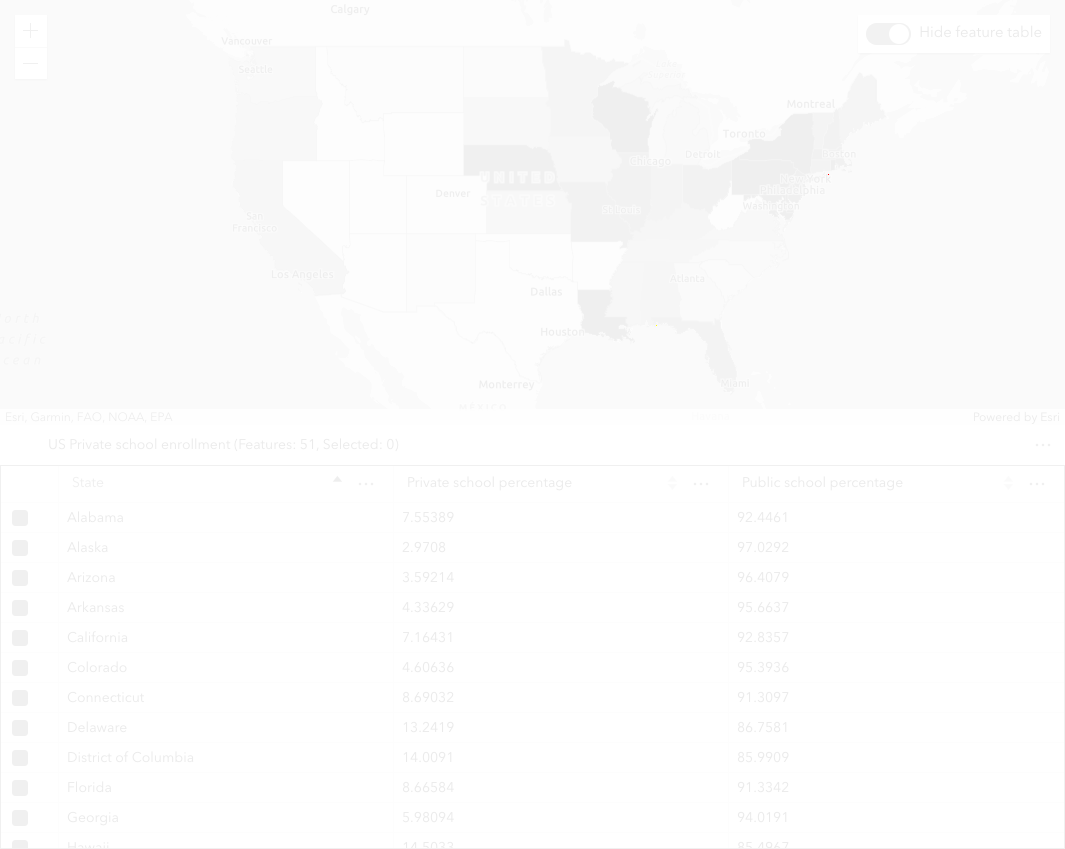 Calgary
Vancouver
Seattle
Hide feature table
Montreal
Toronto
Chicago
Detroit
UNITED
Denver
Washington
San
Francisco
Los Angeles
Atlanta
Dallas
Houston
Miami
Monterrey
Esri, Garmin, FAO, NOAA, EPA
Powered by Esri
US Private school enrollment (Features: 51, Selected: 0)
State Private school percentage Public school percentage
Alabama 7.55389 92.4461
Alaska 2.9708 97.0292
Arizona 3.59214 96.4079
Arkansas 4.33629 95.6637
California 7.16431 92.8357
Colorado 4.60636 95.3936
Connecticut 8.69032 91.3097
Delaware 13.2419 86.7581
District of Columbia 14.0091 85.9909
Florida 8.66584 91.3342
Georgia 5.98094 94.0191
Hawaii 14.5033 85.4967